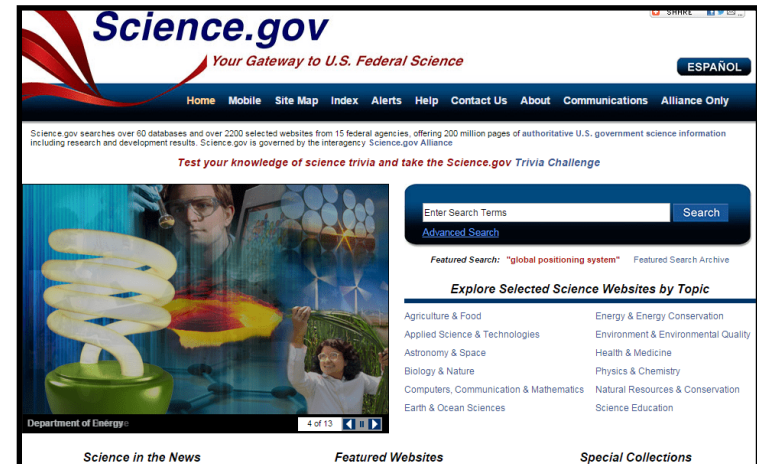 SHARE
Science.gov
Your Gateway to U.S. Federal Science
ESPAÑOL
Home Mobile Site Map Index Alerts Help Contact Us About Communications Alliance Only
Science.gov searches over 60 databases and over 2200 selected websites from 15 federal agencies, offering 200 million pages of authoritative U.S. government science information
including research and development results. Science.gov is governed by the interagency Science.gov Alliance
Test your knowledge of science trivia and take the Science.gov Trivia Challenge
Enter Search Terms Search
Advanced Search
Featured Search: "global positioning system" Featured Search Archive
Explore Selected Science Websites by Topic
Agriculture & Food Energy & Energy Conservation
Applied Science & Technologies Environment & Environmental Quality
Astronomy & Space Health & Medicine
Biology & Nature Physics & Chemistry
Computers, Communication & Mathematics Natural Resources & Conservation
Earth & Ocean Sciences Science Education
Department of Energy 4 of 13
Science in the News Featured Websites Special Collections